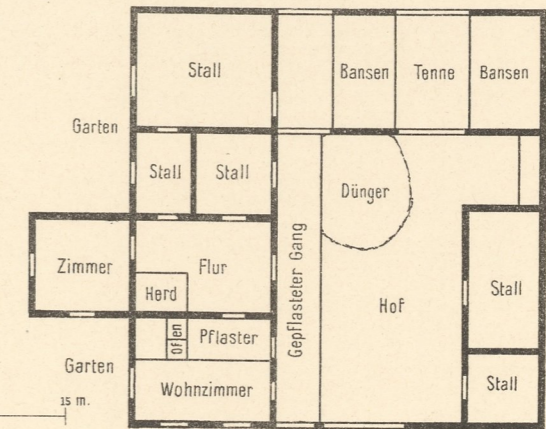 Stall
Bansen
Tenne
Bansen
Garten
Stall
Stall
Dünger
Gepflasteter Gang
Zimmer
Flur
Herd
Hof
Stall
Ofen
Pflaster
Garten
Wohnzimmer
Stall
15 m.